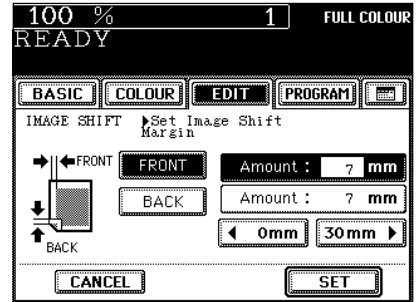 100 % 1 FULL COLOUR
READY
BASIC COLOUR EDIT PROGRAM
IMAGE SHIFT ▶Set Image Shift
Margin
FRONT FRONT Amount : 7 mm
BACK Amount : 7 mm
◀ 0mm 30mm ▶
BACK
CANCEL SET